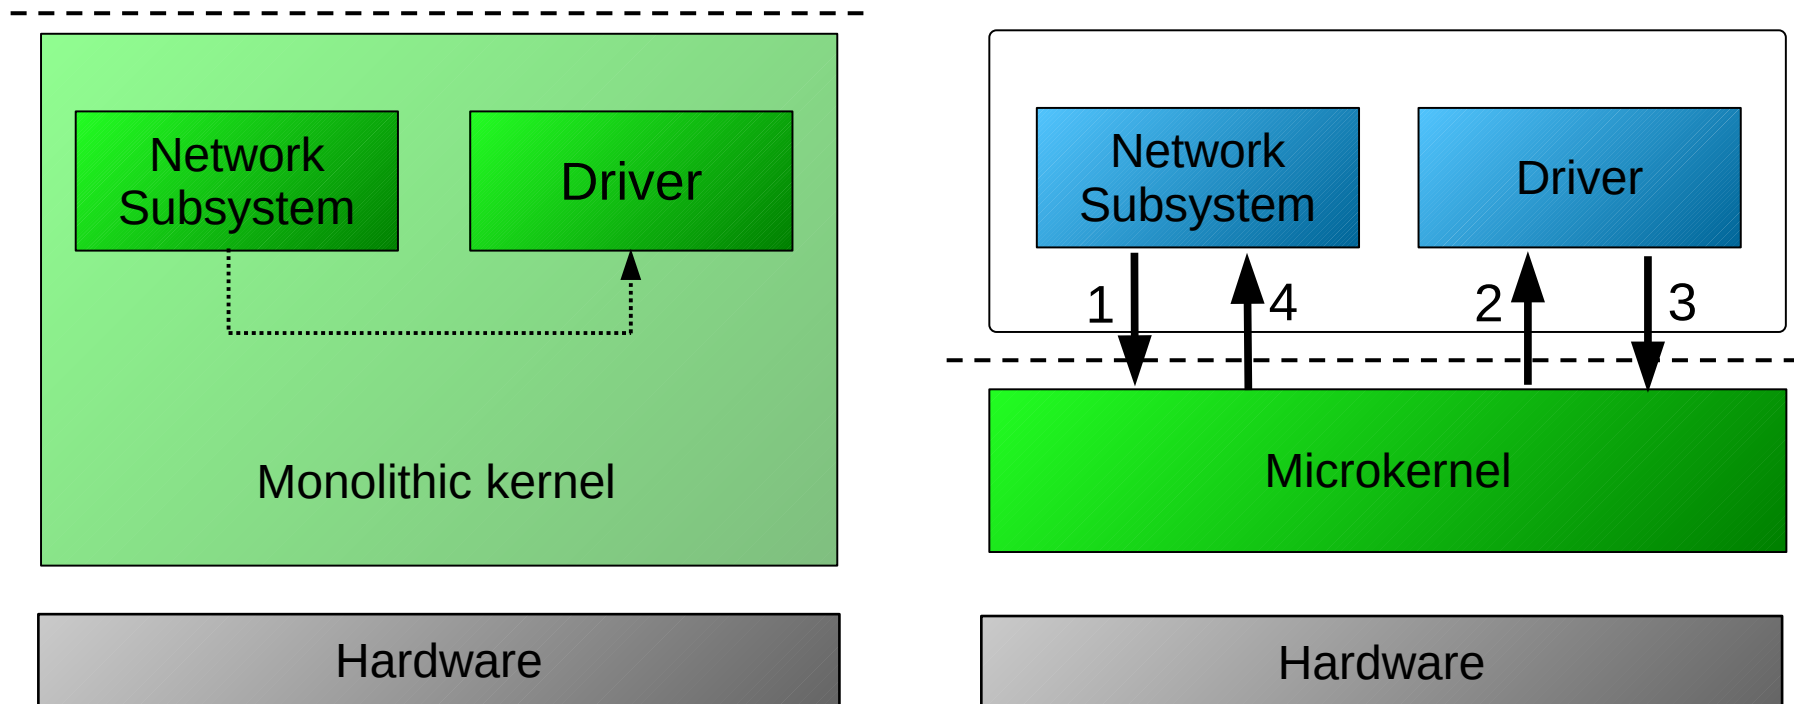 Network
Subsystem
Driver
Monolithic kernel
Hardware
Network
Subsystem
Driver
1
4
2
3
Microkernel
Hardware